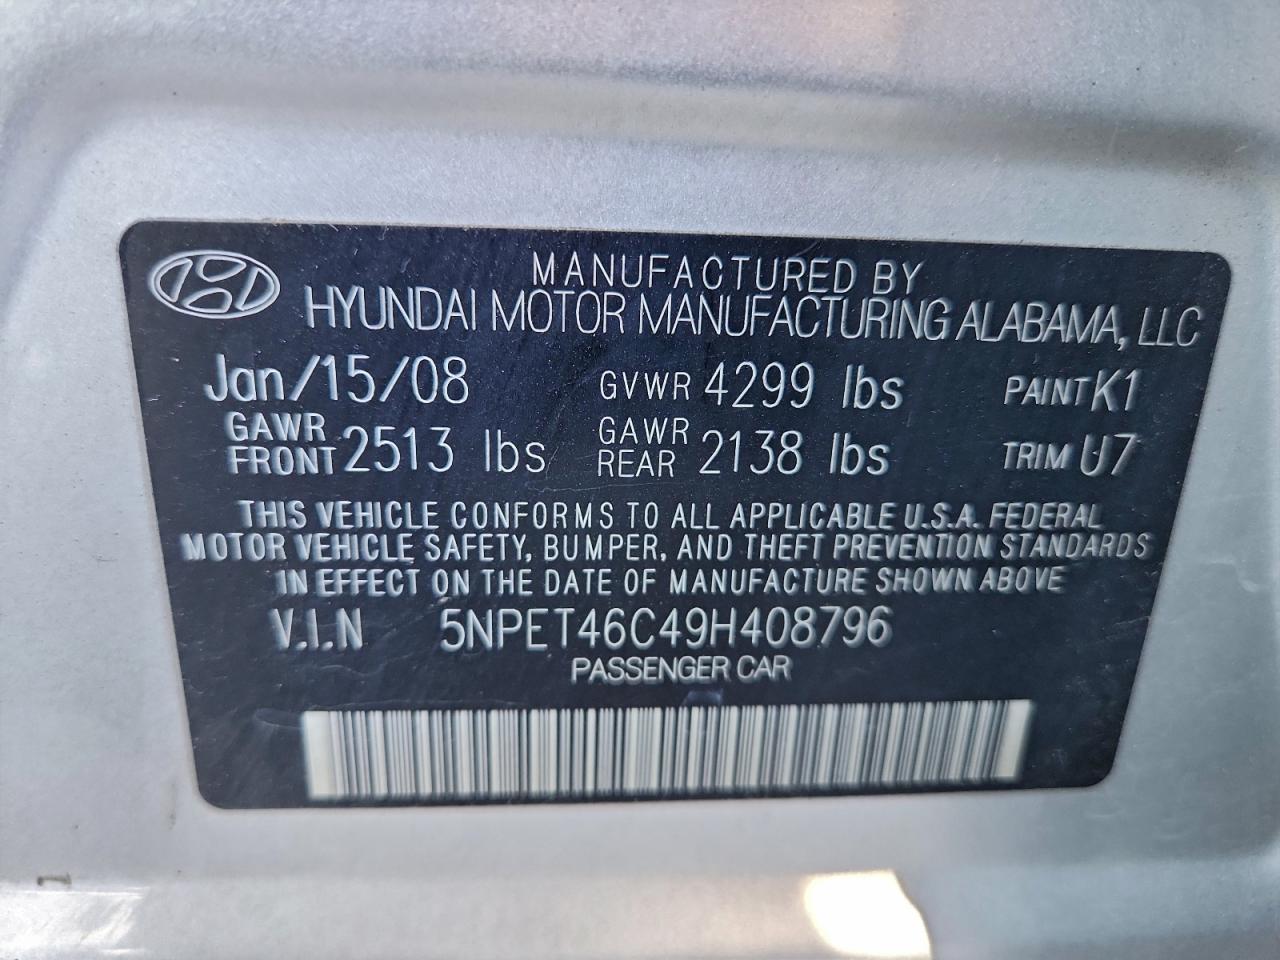 MANUFACTURED BY
HYUNDAI MOTOR MANUFACTURING ALABAMA, LLC
Jan/15/08 GVWR 4299 lbs PAINT K1
GAWR FRONT 2513 lbs GAWR REAR 2138 lbs TRIM U7
THIS VEHICLE CONFORMS TO ALL APPLICABLE U.S.A. FEDERAL
MOTOR VEHICLE SAFETY, BUMPER, AND THEFT PREVENTION STANDARDS
IN EFFECT ON THE DATE OF MANUFACTURE SHOWN ABOVE
V.I.N 5NPET46C49H408796
PASSENGER CAR